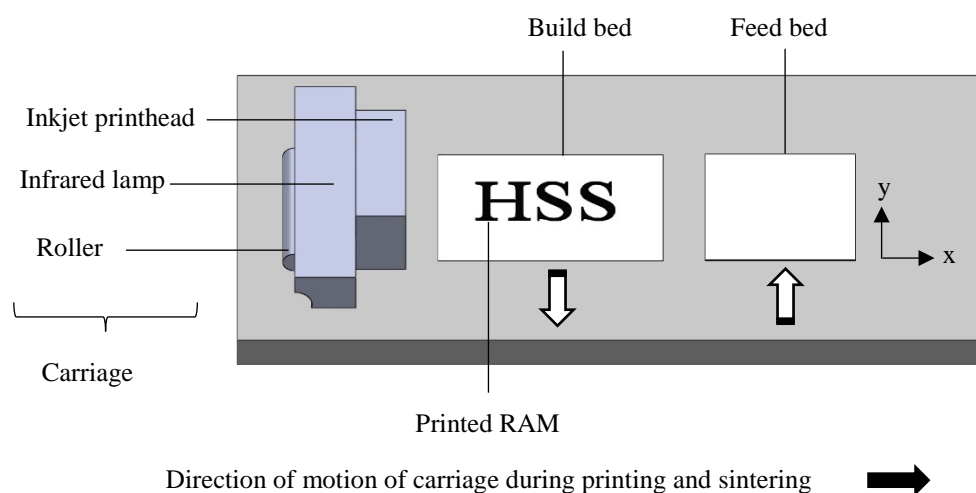 Build bed
Feed bed
Inkjet printhead
Infrared lamp
HSS
y
Roller
x
Carriage
Printed RAM
Direction of motion of carriage during printing and sintering